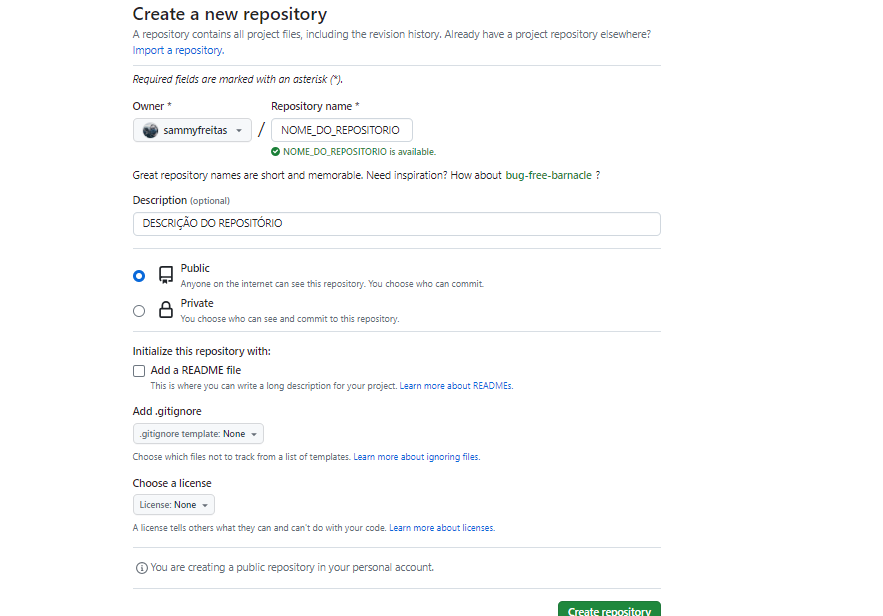 Create a new repository
A repository contains all project files, including the revision history. Already have a project repository elsewhere?
Import a repository.
Required fields are marked with an asterisk (*).
Owner * Repository name *
sammyfreitas / NOME_DO_REPOSITORIO
NOME_DO_REPOSITORIO is available.
Great repository names are short and memorable. Need inspiration? How about bug-free-barnacle ?
Description (optional)
DESCRIÇÃO DO REPOSITÓRIO
Public
Anyone on the internet can see this repository. You choose who can commit.
Private
You choose who can see and commit to this repository.
Initialize this repository with:
Add a README file
This is where you can write a long description for your project. Learn more about READMEs.
Add .gitignore
.gitignore template: None
Choose which files not to track from a list of templates. Learn more about ignoring files.
Choose a license
License: None
A license tells others what they can and can't do with your code. Learn more about licenses.
You are creating a public repository in your personal account.
Create repository